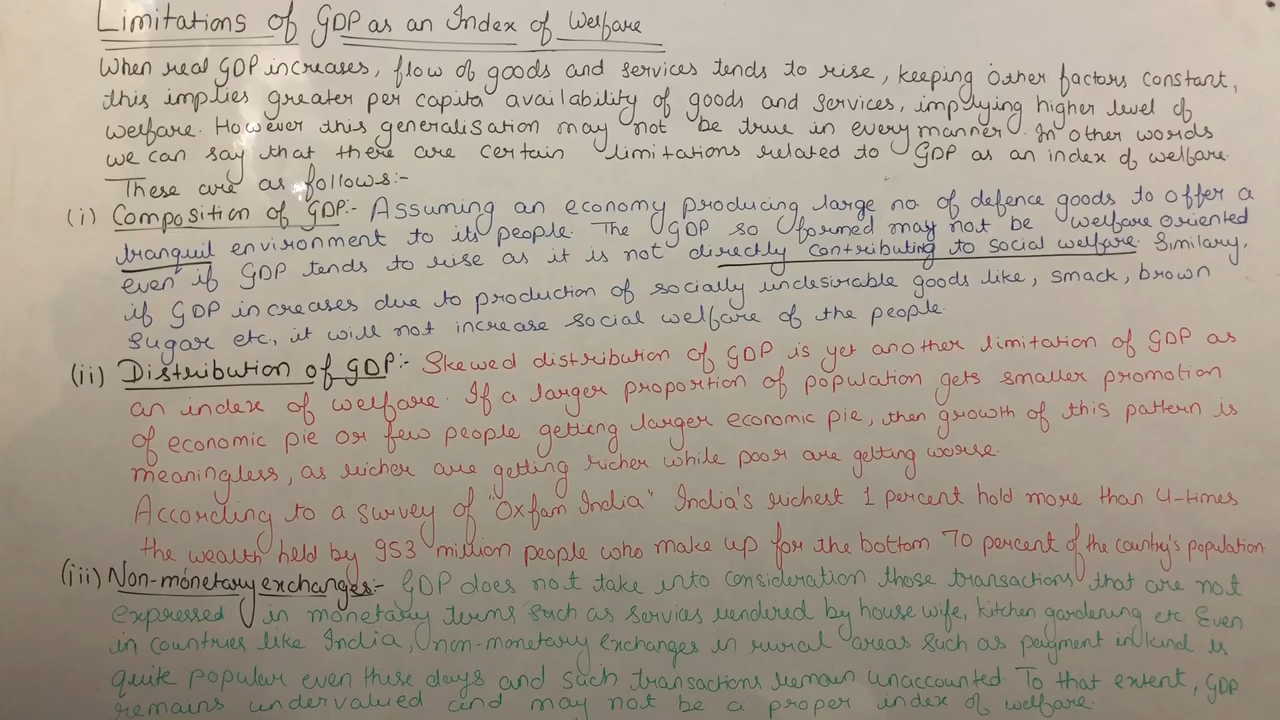 Limitations of GDP as an Index of Welfare
When real GDP increases, flow of goods and services tends to rise, keeping other factors constant,
this implies greater per capita availability of goods and services, implying higher level of
welfare. However this generalisation may not be true in every manner. In other words
we can say that there are certain limitations related to GDP as an index of welfare.
These are as follows:-
(i) Composition of GDP:- Assuming an economy producing large no. of defence goods to offer a
tranquil environment to its people. The GDP so formed may not be welfare oriented
even if GDP tends to rise as it is not directly contributing to social welfare. Similary,
if GDP increases due to production of socially undesirable goods like, smack, brown
sugar etc, it will not increase social welfare of the people.
(ii) Distribution of GDP:- Skewed distribution of GDP is yet another limitation of GDP as
an index of welfare. If a larger proportion of population gets smaller promotion
of economic pie or few people getting larger economic pie, then growth of this pattern is
meaningless, as richer are getting richer while poor are getting worse.
According to a survey of "Oxfam India" India's richest 1 percent hold more than 4-times
the wealth held by 953 million people who make up for the bottom 70 percent of the country's population
(iii) Non-monetary exchanges:- GDP does not take into consideration those transactions that are not
expressed in monetary terms such as servies rendered by house wife, kitchen gardening etc Even
in countries like India, non-monetary exchanges in rural areas such as payment in kind is
quite popular even these days and such transactions remain unaccounted. To that extent, GDP
remains undervalued and may not be a proper index of welfare.